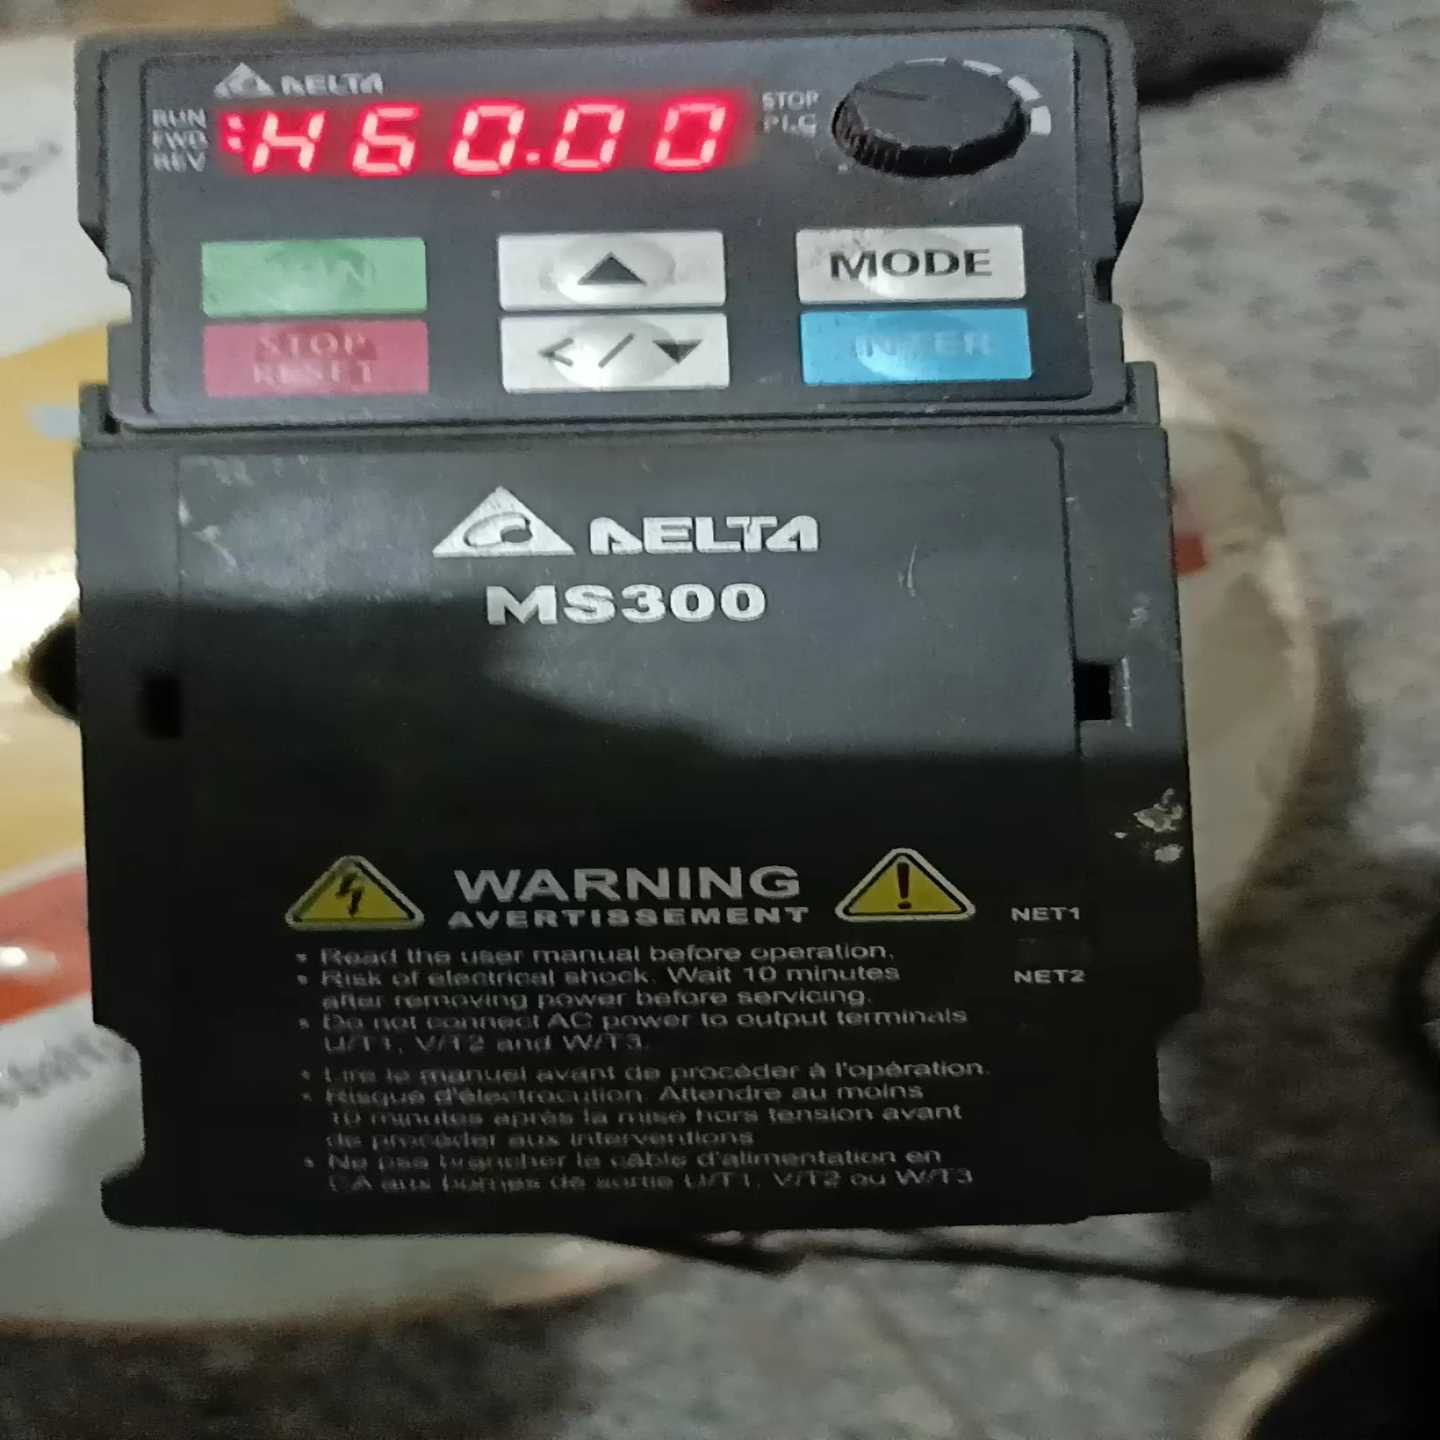 DELTA
RUN
FWD
REV
H60.00
STOP
PLC
RUN
MODE
STOP
RESET
ENTER
DELTA
MS300
WARNING
AVERTISSEMENT
• Read the user manual before operation.
• Risk of electrical shock. Wait 10 minutes
after removing power before servicing.
• Do not connect AC power to output terminals
U/T1, V/T2 and W/T3.
• Lire le manuel avant de procéder à l'opération.
• Risque d'électrocution. Attendre au moins
10 minutes après la mise hors tension avant
de procéder aux interventions
• Ne pas brancher le câble d'alimentation en
CA aux bornes de sortie U/T1, V/T2 ou W/T3
NET1
NET2